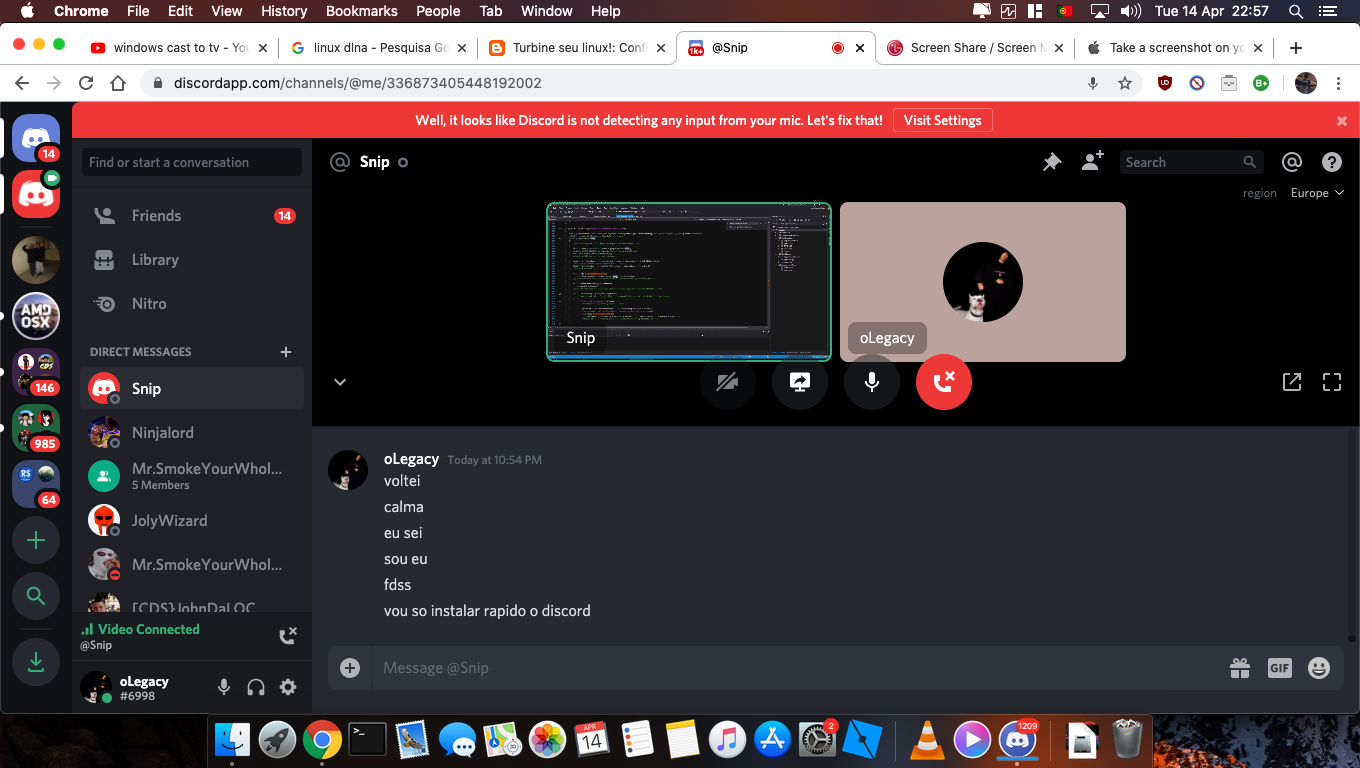 Chrome File Edit View History Bookmarks People Tab Window Help Tue 14 Apr 22:57
windows cast to tv - You
linux dlna - Pesquisa Go
Turbine seu linux!: Confi
1k+ @Snip
Screen Share / Screen M
Take a screenshot on yo
discordapp.com/channels/@me/336873405448192002
Well, it looks like Discord is not detecting any input from your mic. Let's fix that! Visit Settings
14
Find or start a conversation
Snip
Search
region Europe
Friends 14
Library
Nitro
AMD
OSX
DIRECT MESSAGES
Snip
oLegacy
146
985
64
Snip
Ninjalord
Mr.SmokeYourWhol...
5 Members
JolyWizard
Mr.SmokeYourWhol...
[CDS}JohnDaLOC
Video Connected
@Snip
oLegacy
#6998
oLegacy Today at 10:54 PM
voltei
calma
eu sei
sou eu
fdss
vou so instalar rapido o discord
Message @Snip
GIF
APR
14
2
1209